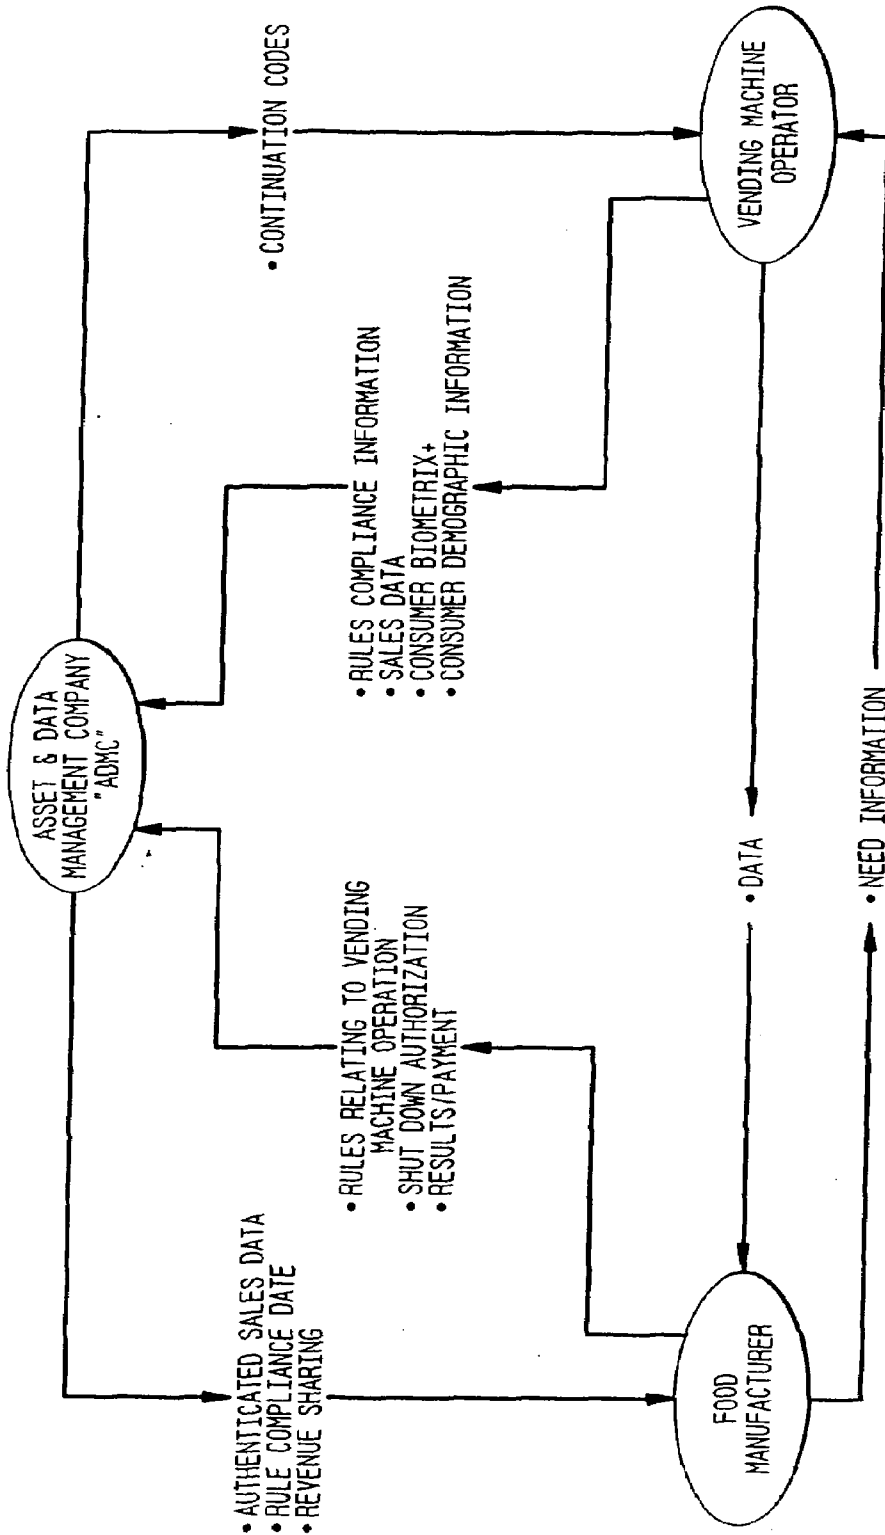 ASSET & DATA
MANAGEMENT COMPANY
"ADMC"
• AUTHENTICATED SALES DATA
• RULE COMPLIANCE DATE
• REVENUE SHARING
• RULES RELATING TO VENDING
MACHINE OPERATION
• SHUT DOWN AUTHORIZATION
• RESULTS/PAYMENT
• RULES COMPLIANCE INFORMATION
• SALES DATA
• CONSUMER BIOMETRIX+
• CONSUMER DEMOGRAPHIC INFORMATION
• CONTINUATION CODES
FOOD
MANUFACTURER
• DATA
VENDING MACHINE
OPERATOR
• NEED INFORMATION